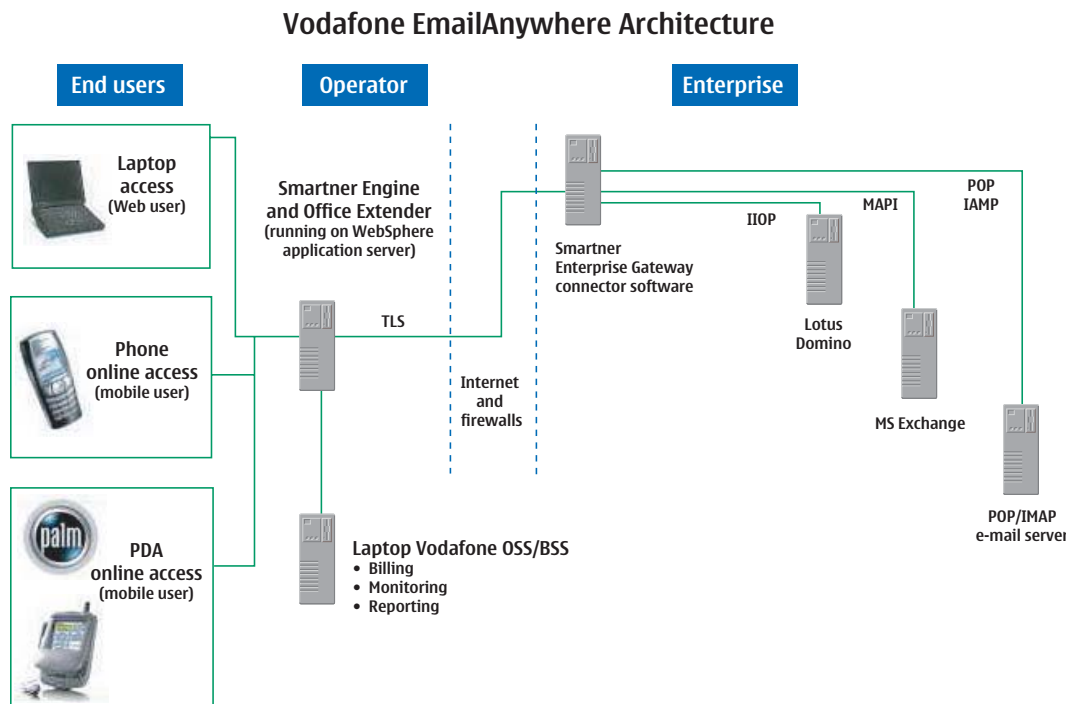 Vodafone EmailAnywhere Architecture
End users
Operator
Enterprise
Laptop
access
(Web user)
Phone
online access
(mobile user)
palm
PDA
online access
(mobile user)
Smartner Engine
and Office Extender
(running on WebSphere
application server)
TLS
Laptop Vodafone OSS/BSS
• Billing
• Monitoring
• Reporting
Internet
and
firewalls
Smartner
Enterprise Gateway
connector software
IIOP
MAPI
POP
IAMP
Lotus
Domino
MS Exchange
POP/IMAP
e-mail server